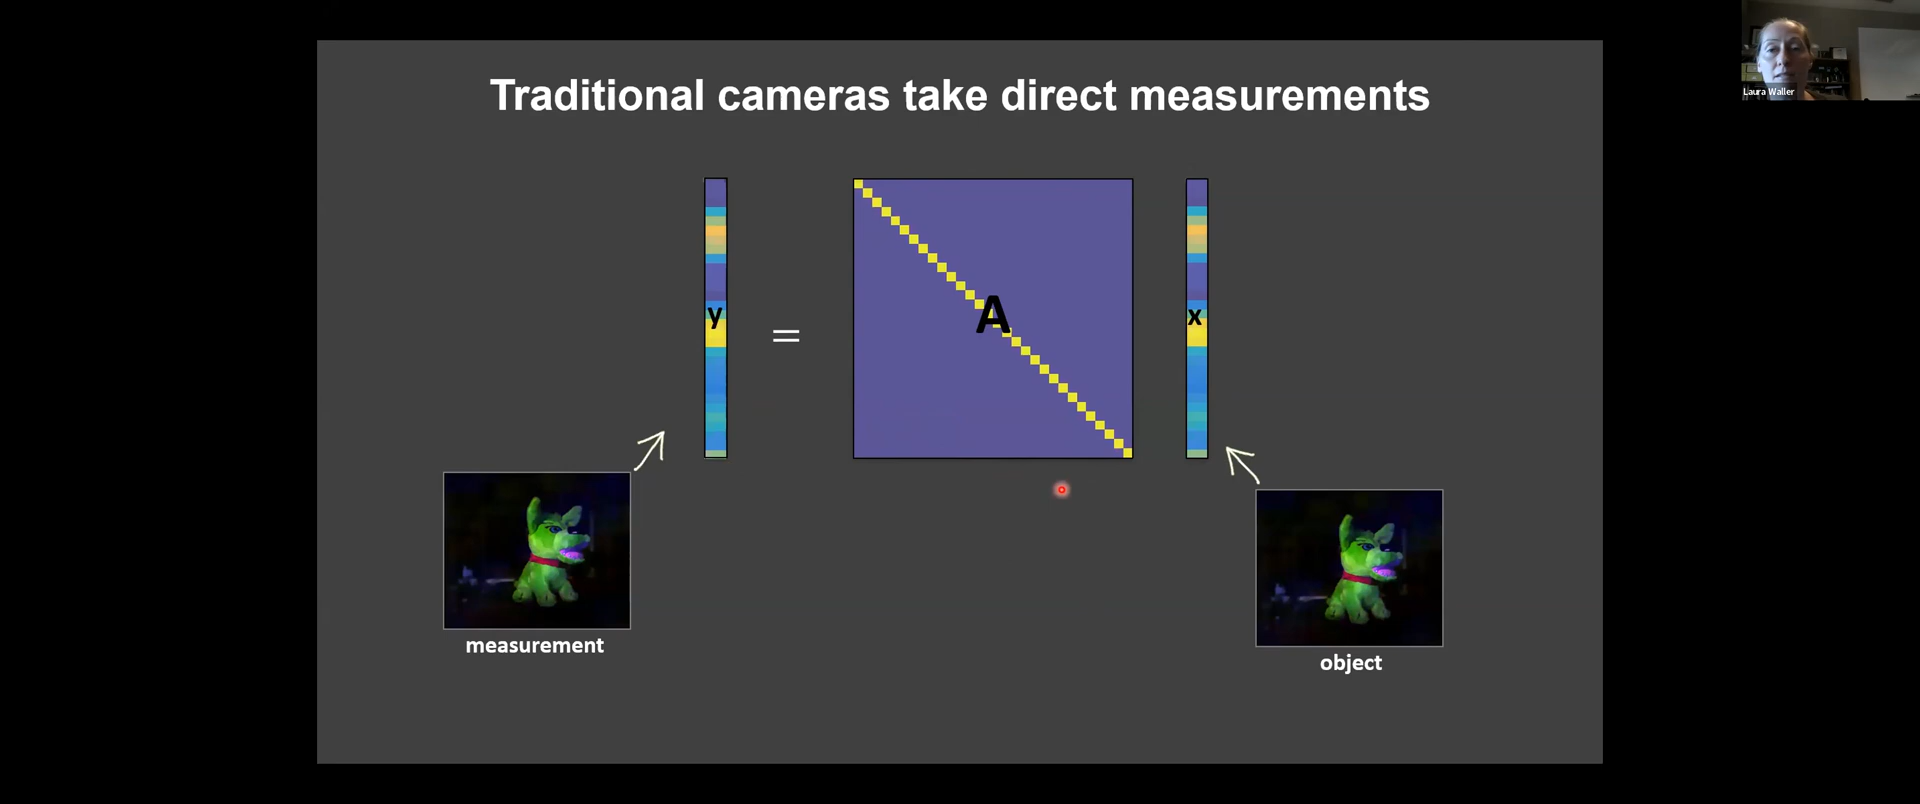 Traditional cameras take direct measurements
Laura Waller
y
=
A
x
measurement
object